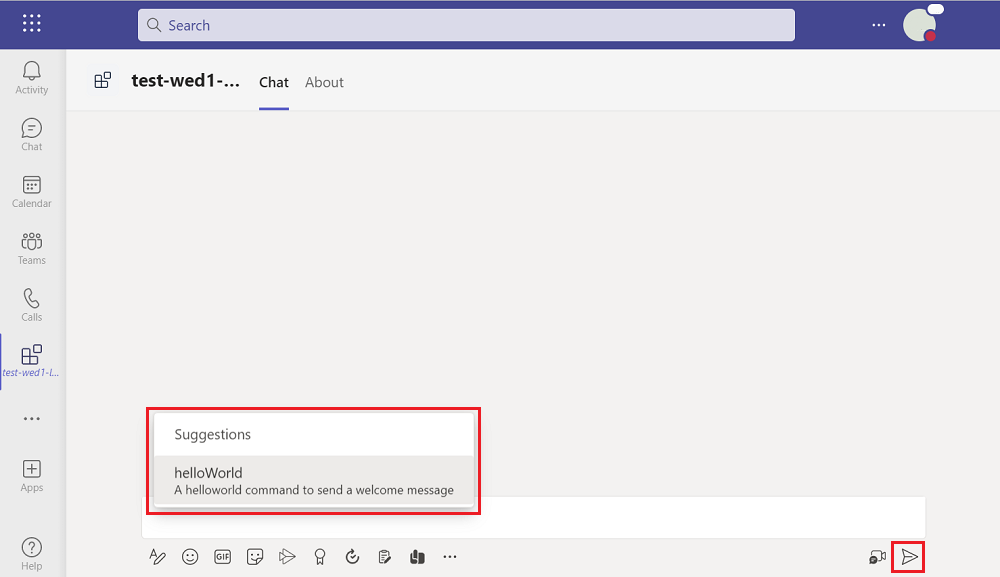 Search
Activity
Chat
Calendar
Teams
Calls
test-wed1-l...
Apps
Help
test-wed1-...
Chat
About
Suggestions
helloWorld
A helloworld command to send a welcome message
GIF